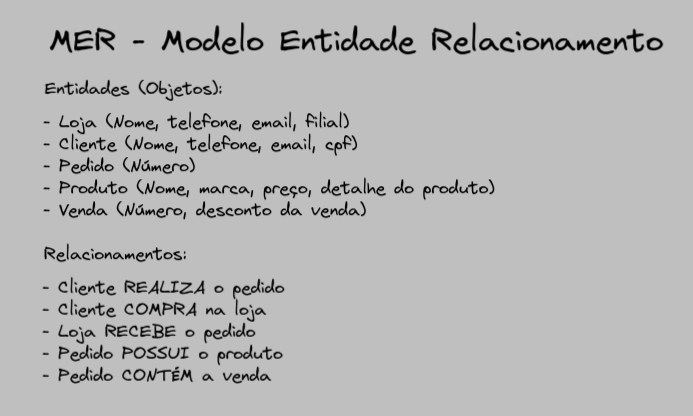 MER - Modelo Entidade Relacionamento
Entidades (Objetos):
- Loja (Nome, telefone, email, filial)
- Cliente (Nome, telefone, email, cpf)
- Pedido (Número)
- Produto (Nome, marca, preço, detalhe do produto)
- Venda (Número, desconto da venda)
Relacionamentos:
- Cliente REALIZA o pedido
- Cliente COMPRA na loja
- Loja RECEBE o pedido
- Pedido POSSUI o produto
- Pedido CONTÉM a venda